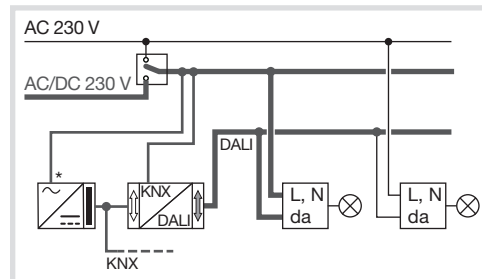 AC 230 V
AC/DC 230 V
*
DALI
KNX
DALI
L, N
da
L, N
da
KNX